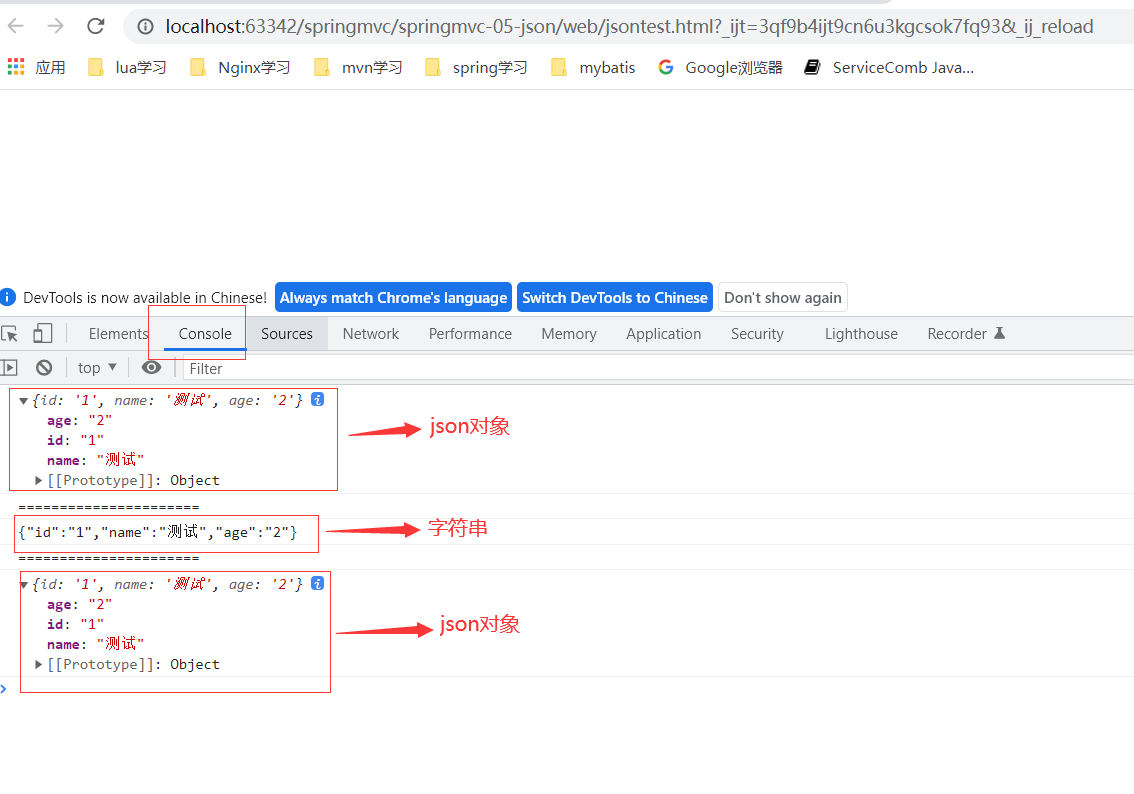 localhost:63342/springmvc/springmvc-05-json/web/jsontest.html?_ijt=3qf9b4ijt9cn6u3kgcsok7fq93&_ij_reload
应用 lua学习 Nginx学习 mvn学习 spring学习 mybatis Google浏览器 ServiceComb Java...
DevTools is now available in Chinese! Always match Chrome's language Switch DevTools to Chinese Don't show again
Elements Console Sources Network Performance Memory Application Security Lighthouse Recorder
top Filter
{id: '1', name: '测试', age: '2'}
age: "2"
json对象
id: "1"
name: "测试"
[[Prototype]]: Object
======================
{"id":"1","name":"测试","age":"2"} 字符串
======================
{id: '1', name: '测试', age: '2'}
age: "2"
id: "1" json对象
name: "测试"
[[Prototype]]: Object